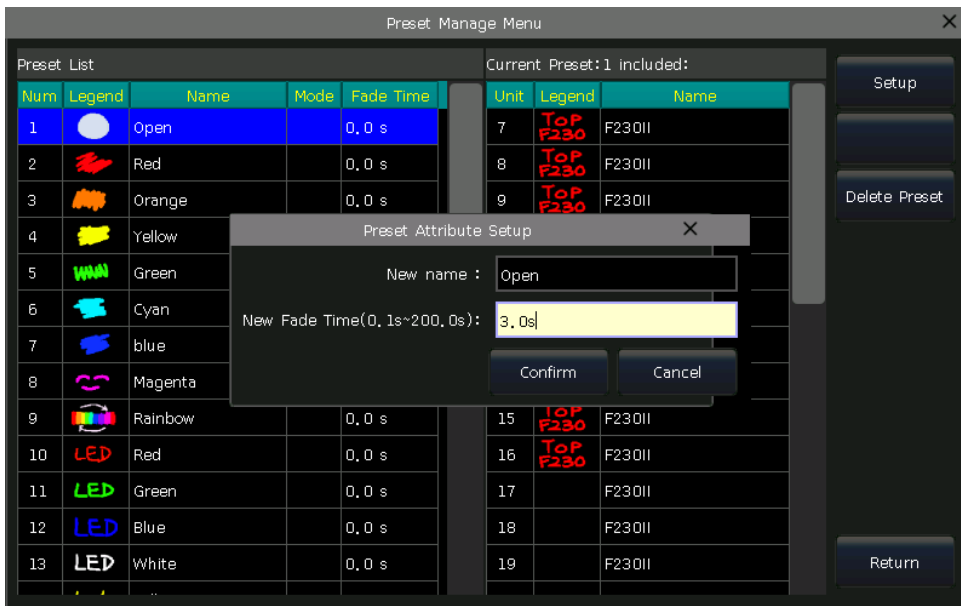 Preset Manage Menu
Preset List
Num Legend Name Mode Fade Time
1 Open 0.0 s
2 Red 0.0 s
3 Orange 0.0 s
4 Yellow
5 Green
6 Cyan
7 blue
8 Magenta
9 Rainbow 0.0 s
10 LED Red 0.0 s
11 LED Green 0.0 s
12 LED Blue 0.0 s
13 LED White 0.0 s
Current Preset:1 included:
Unit Legend Name
7 TOP F230 F230II
8 TOP F230 F230II
9 TOP F230 F230II
15 TOP F230 F230II
16 TOP F230 F230II
17 F230II
18 F230II
19 F230II
Setup
Delete Preset
Return
Preset Attribute Setup
New name : Open
New Fade Time(0.1s~200.0s): 3.0s
Confirm Cancel